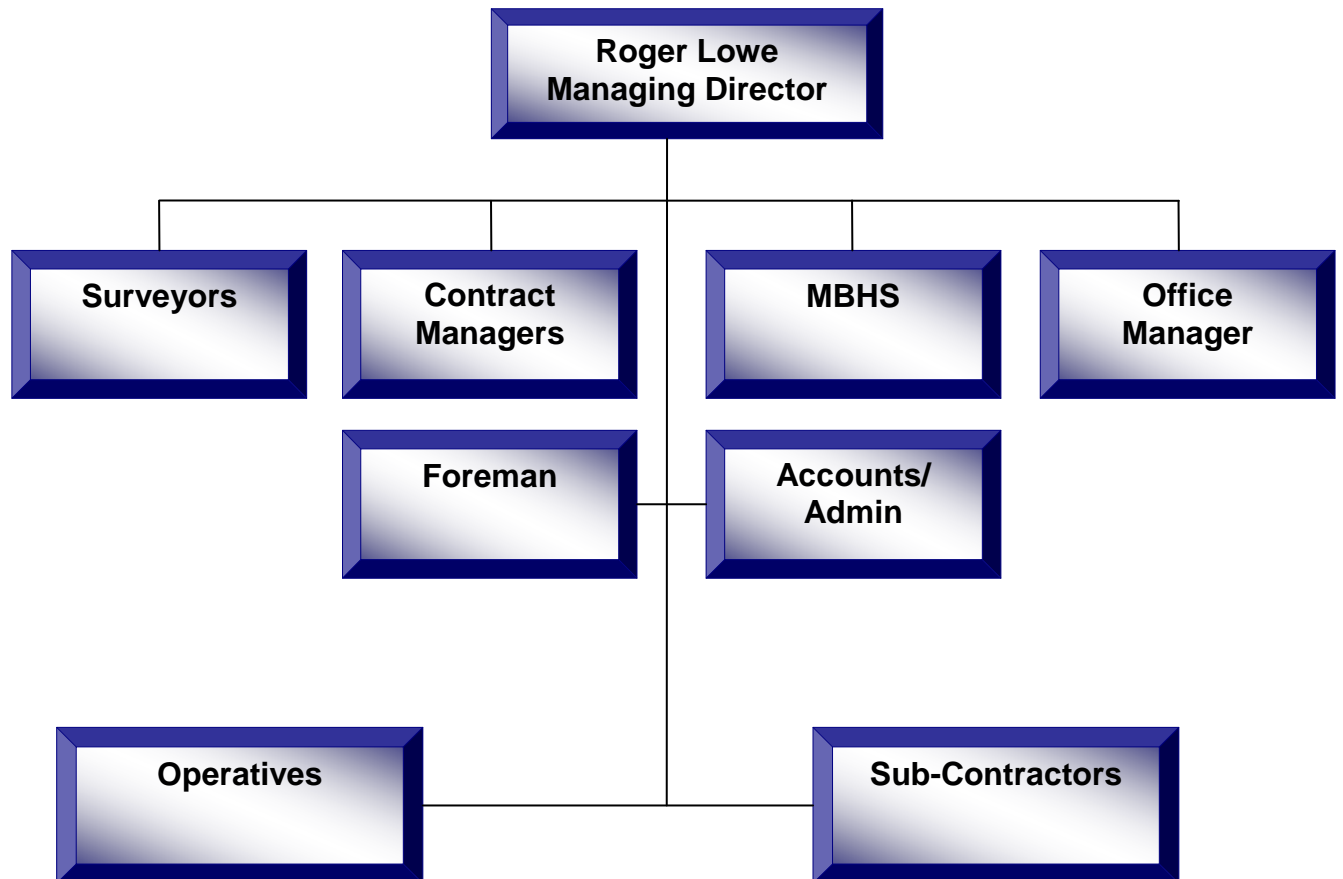 Roger Lowe
Managing Director
Surveyors
Contract
Managers
MBHS
Office
Manager
Foreman
Accounts/
Admin
Operatives
Sub-Contractors